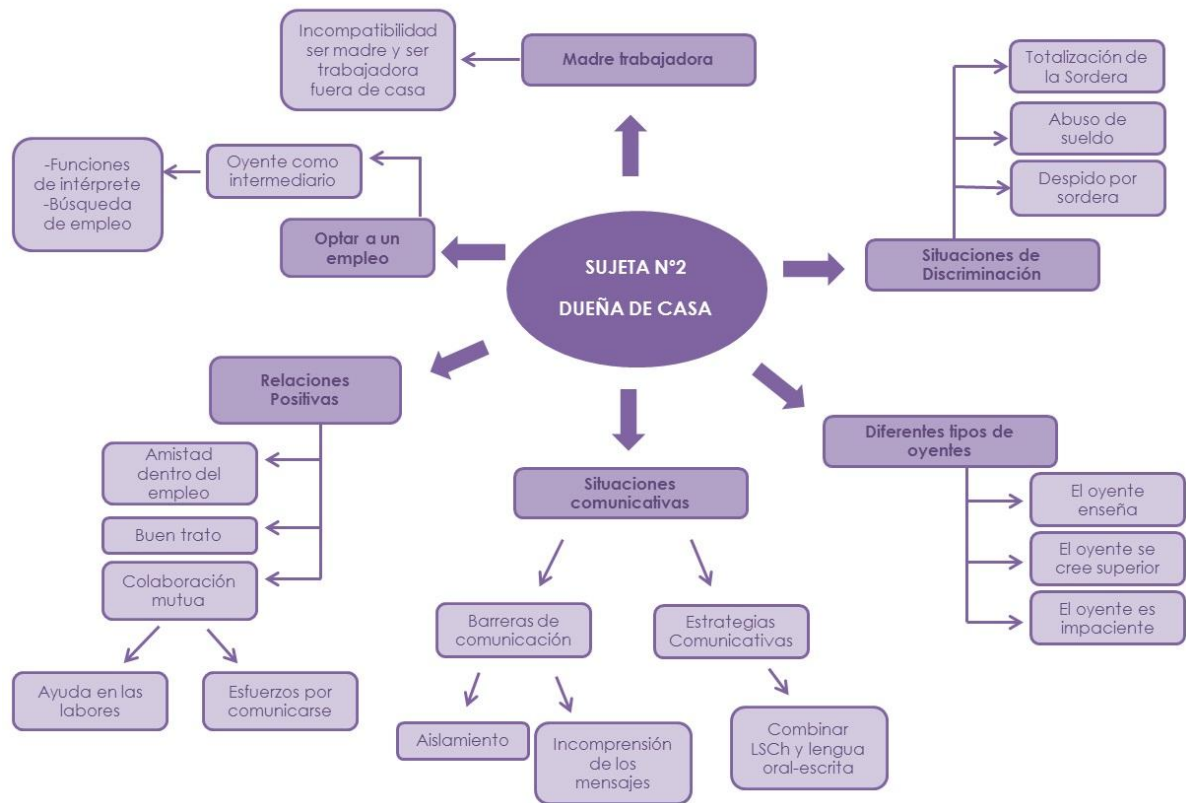 Incompatibilidad
ser madre y ser
trabajadora
fuera de casa
Madre trabajadora
Totalización de
la Sordera
Abuso de
sueldo
Despido por
sordera
Situaciones de
Discriminación
-Funciones
de intérprete
-Búsqueda
de empleo
Oyente como
intermediario
Optar a un
empleo
SUJETA N°2
DUEÑA DE CASA
Relaciones
Positivas
Amistad
dentro del
empleo
Buen trato
Colaboración
mutua
Ayuda en las
labores
Esfuerzos por
comunicarse
Situaciones
comunicativas
Barreras de
comunicación
Estrategias
Comunicativas
Aislamiento
Incomprensión
de los
mensajes
Combinar
LSCh y lengua
oral-escrita
Diferentes tipos de
oyentes
El oyente
enseña
El oyente se
cree superior
El oyente es
impaciente